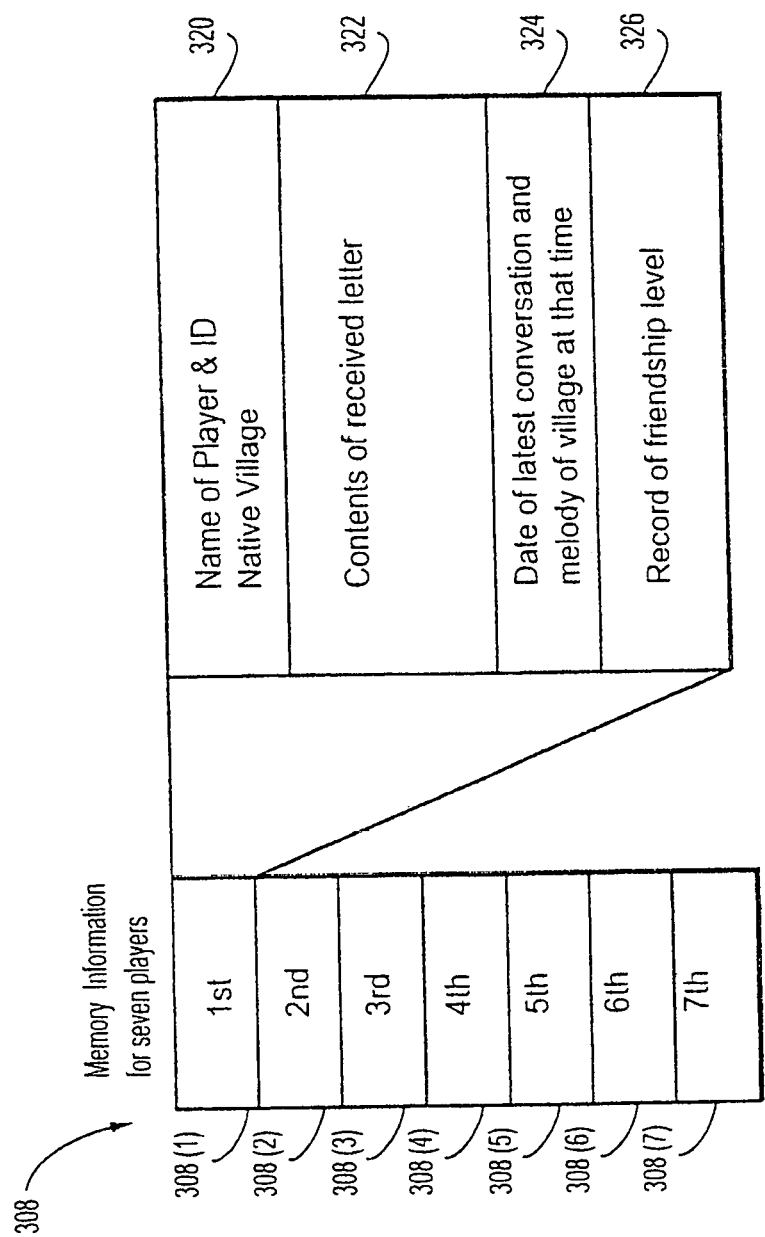 308
Memory Information
for seven players
308 (1)
1st
308 (2)
2nd
308 (3)
3rd
308 (4)
4th
308 (5)
5th
308 (6)
6th
308 (7)
7th
Name of Player & ID
Native Village
320
Contents of received letter
322
Date of latest conversation and
melody of village at that time
324
Record of friendship level
326